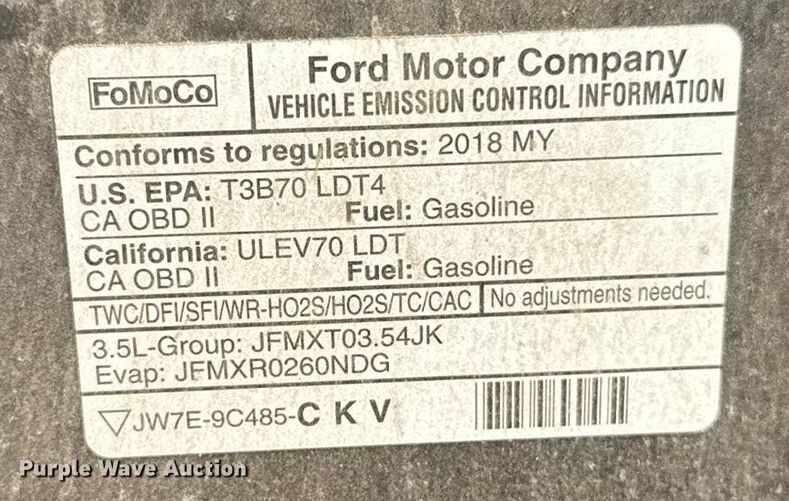 FoMoCo
Ford Motor Company
VEHICLE EMISSION CONTROL INFORMATION
Conforms to regulations: 2018 MY
U.S. EPA: T3B70 LDT4
CA OBD II Fuel: Gasoline
California: ULEV70 LDT
CA OBD II Fuel: Gasoline
TWC/DFI/SFI/WR-HO2S/HO2S/TC/CAC No adjustments needed.
3.5L-Group: JFMXT03.54JK
Evap: JFMXR0260NDG
JW7E-9C485-C K V
Purple Wave Auction